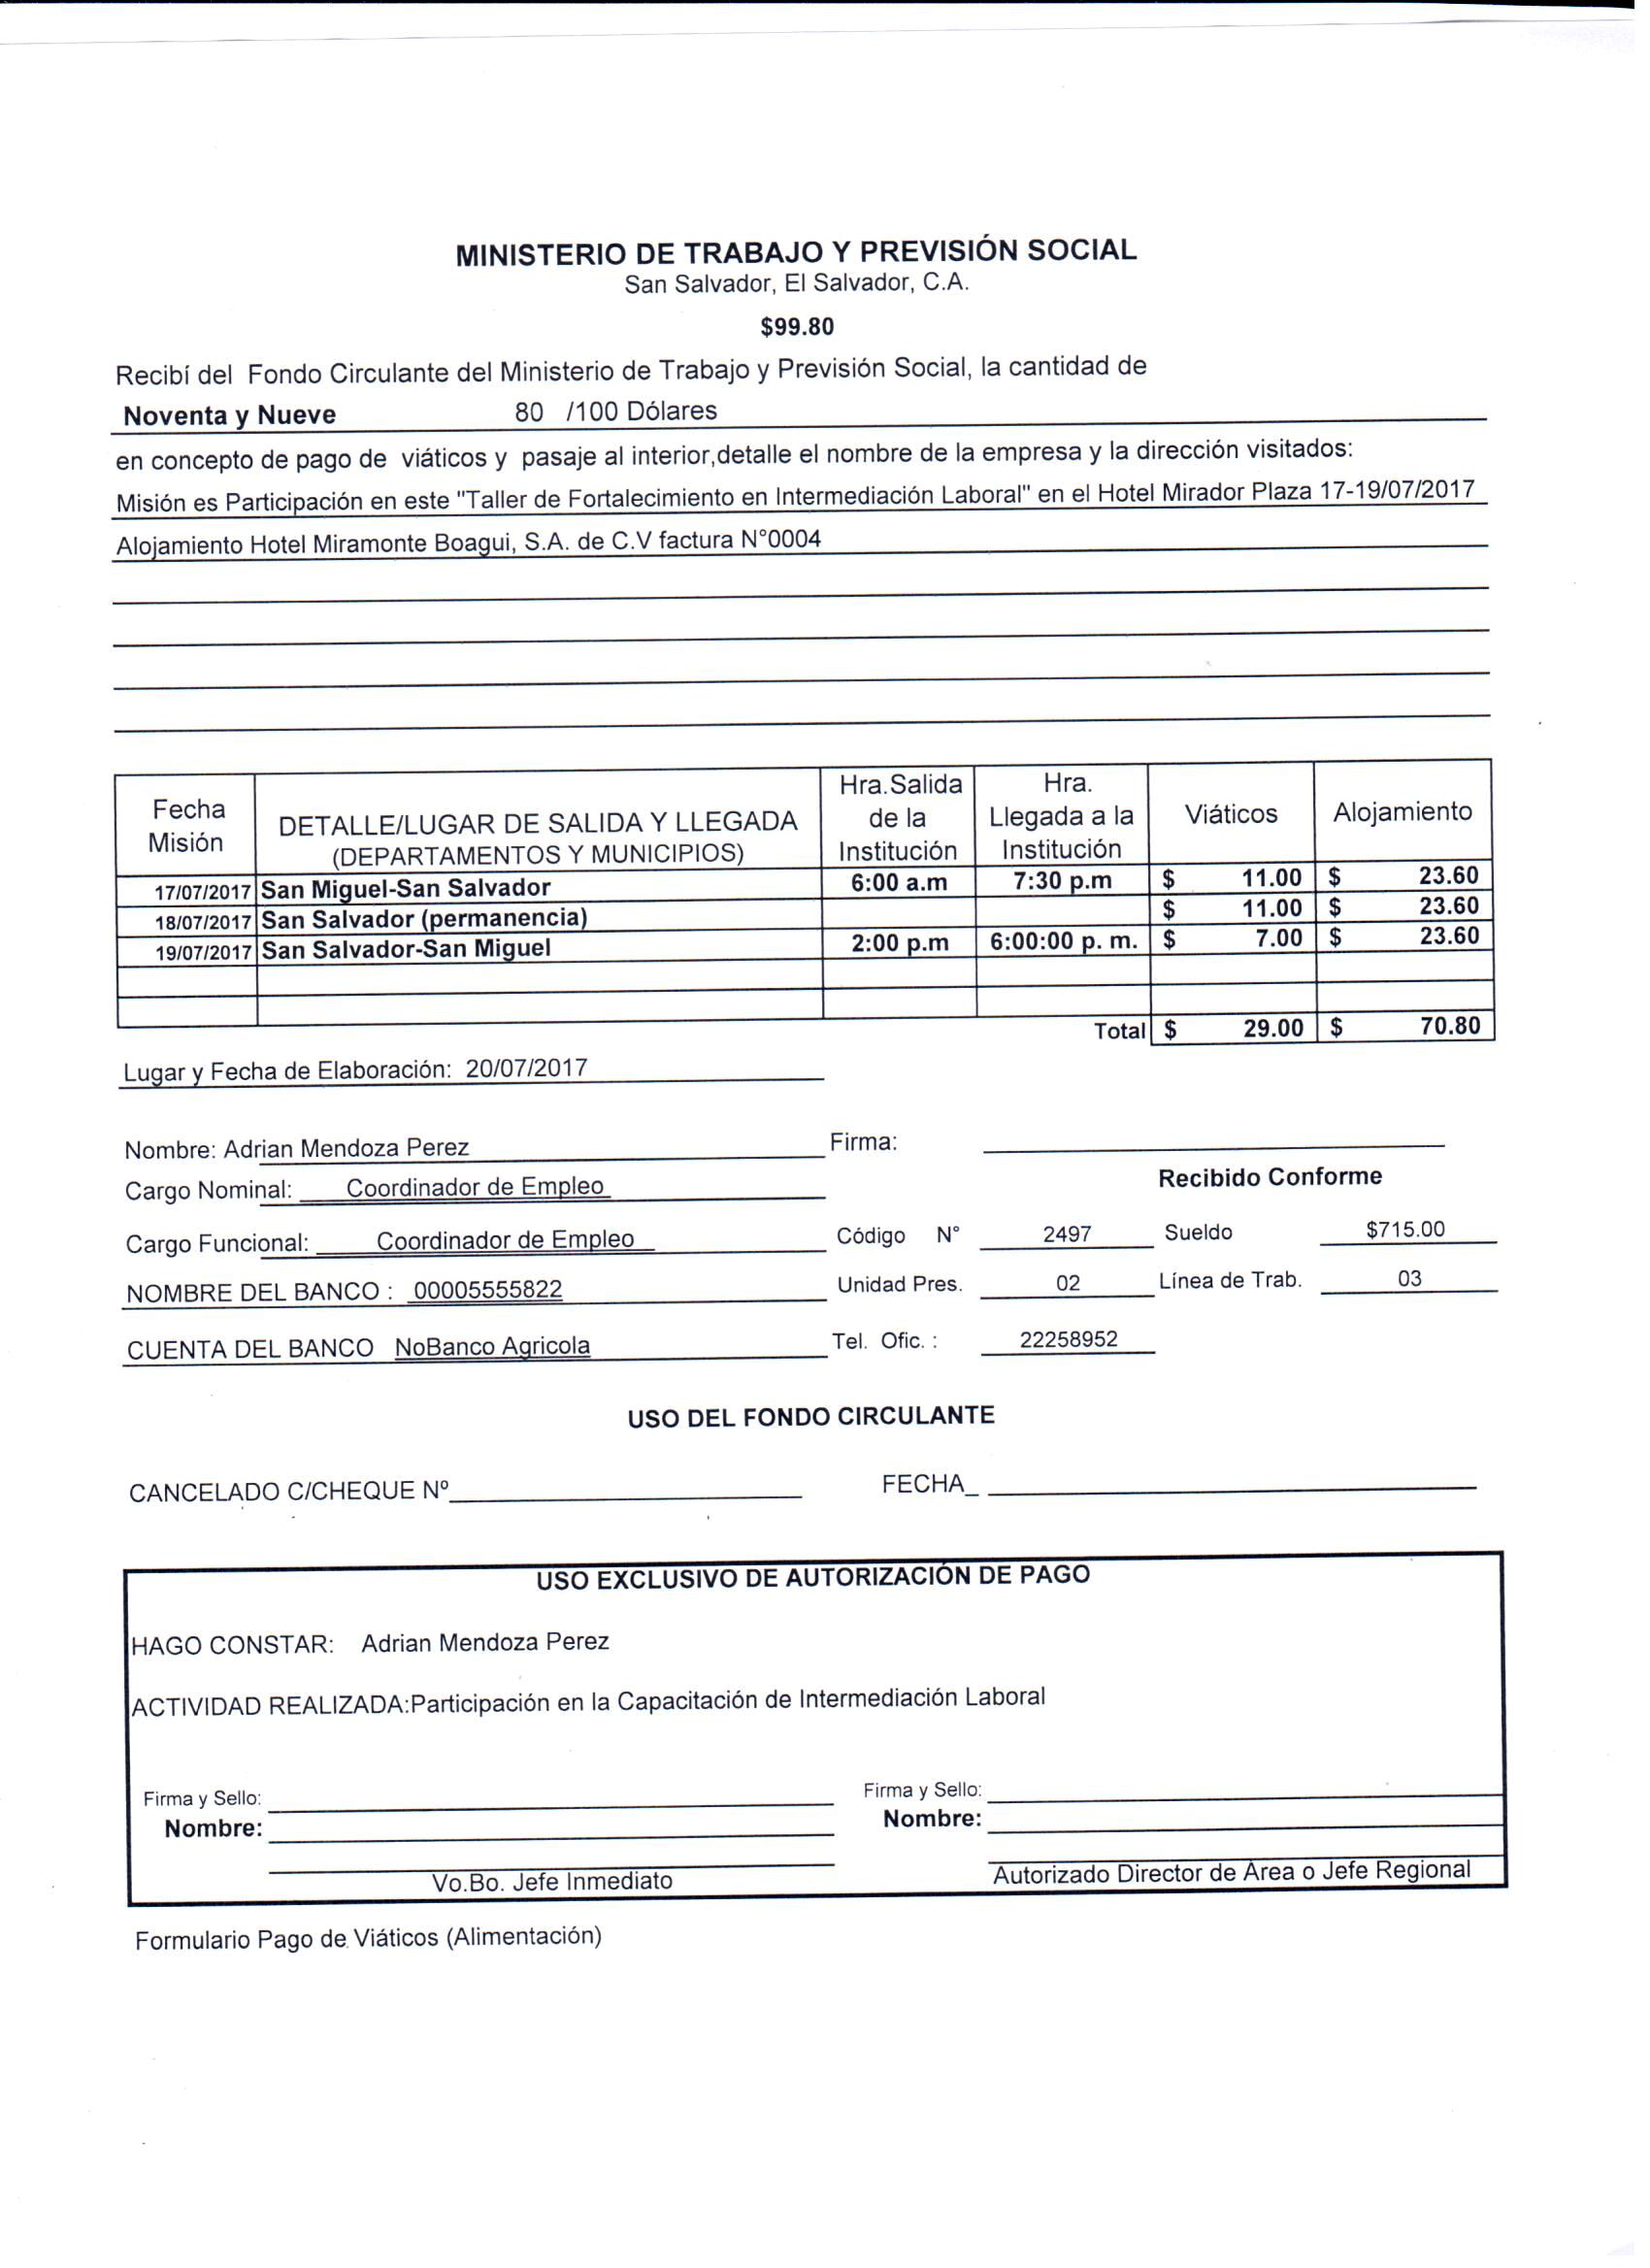 MINISTERIO DE TRABAJO Y PREVISIÓN SOCIAL
San Salvador, El Salvador, C.A.
$99.80
Recibí del Fondo Circulante del Ministerio de Trabajo y Previsión Social, la cantidad de
Noventa y Nueve 80 /100 Dólares
en concepto de pago de viáticos y pasaje al interior,detalle el nombre de la empresa y la dirección visitados:
Misión es Participación en este "Taller de Fortalecimiento en Intermediación Laboral" en el Hotel Mirador Plaza 17-19/07/2017
Alojamiento Hotel Miramonte Boagui, S.A. de C.V factura N°0004
Fecha Misión DETALLE/LUGAR DE SALIDA Y LLEGADA (DEPARTAMENTOS Y MUNICIPIOS) Hra.Salida de la Institución Hra. Llegada a la Institución Viáticos Alojamiento
17/07/2017 San Miguel-San Salvador 6:00 a.m 7:30 p.m $ 11.00 $ 23.60
18/07/2017 San Salvador (permanencia) $ 11.00 $ 23.60
19/07/2017 San Salvador-San Miguel 2:00 p.m 6:00:00 p. m. $ 7.00 $ 23.60
Total $ 29.00 $ 70.80
Lugar y Fecha de Elaboración: 20/07/2017
Nombre: Adrian Mendoza Perez Firma:
Recibido Conforme
Cargo Nominal: Coordinador de Empleo
Cargo Funcional: Coordinador de Empleo Código N° 2497 Sueldo $715.00
NOMBRE DEL BANCO : 00005555822 Unidad Pres. 02 Línea de Trab. 03
CUENTA DEL BANCO NoBanco Agricola Tel. Ofic. : 22258952
USO DEL FONDO CIRCULANTE
CANCELADO C/CHEQUE Nº FECHA_
USO EXCLUSIVO DE AUTORIZACIÓN DE PAGO
HAGO CONSTAR: Adrian Mendoza Perez
ACTIVIDAD REALIZADA:Participación en la Capacitación de Intermediación Laboral
Firma y Sello: Firma y Sello:
Nombre: Nombre:
Vo.Bo. Jefe Inmediato Autorizado Director de Area o Jefe Regional
Formulario Pago de Viáticos (Alimentación)